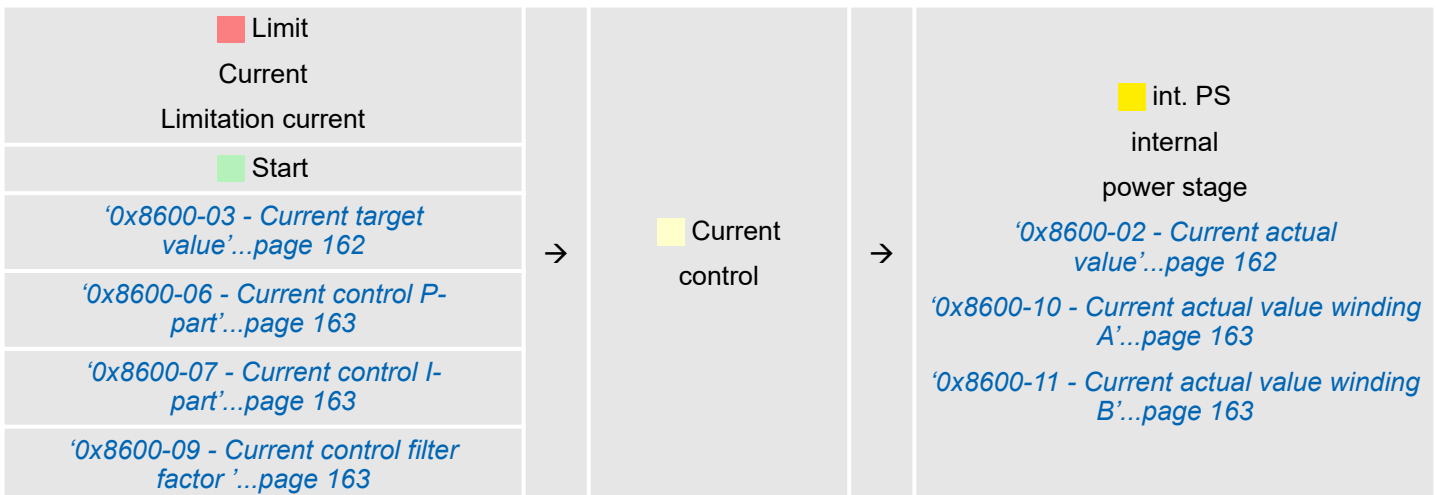 Limit
Current
Limitation current
Start
‘0x8600-03 - Current target
value’...page 162
‘0x8600-06 - Current control P-
part’...page 163
‘0x8600-07 - Current control I-
part’...page 163
‘0x8600-09 - Current control filter
factor ’...page 163
→
Current
control
→
int. PS
internal
power stage
‘0x8600-02 - Current actual
value’...page 162
‘0x8600-10 - Current actual value winding
A’...page 163
‘0x8600-11 - Current actual value winding
B’...page 163